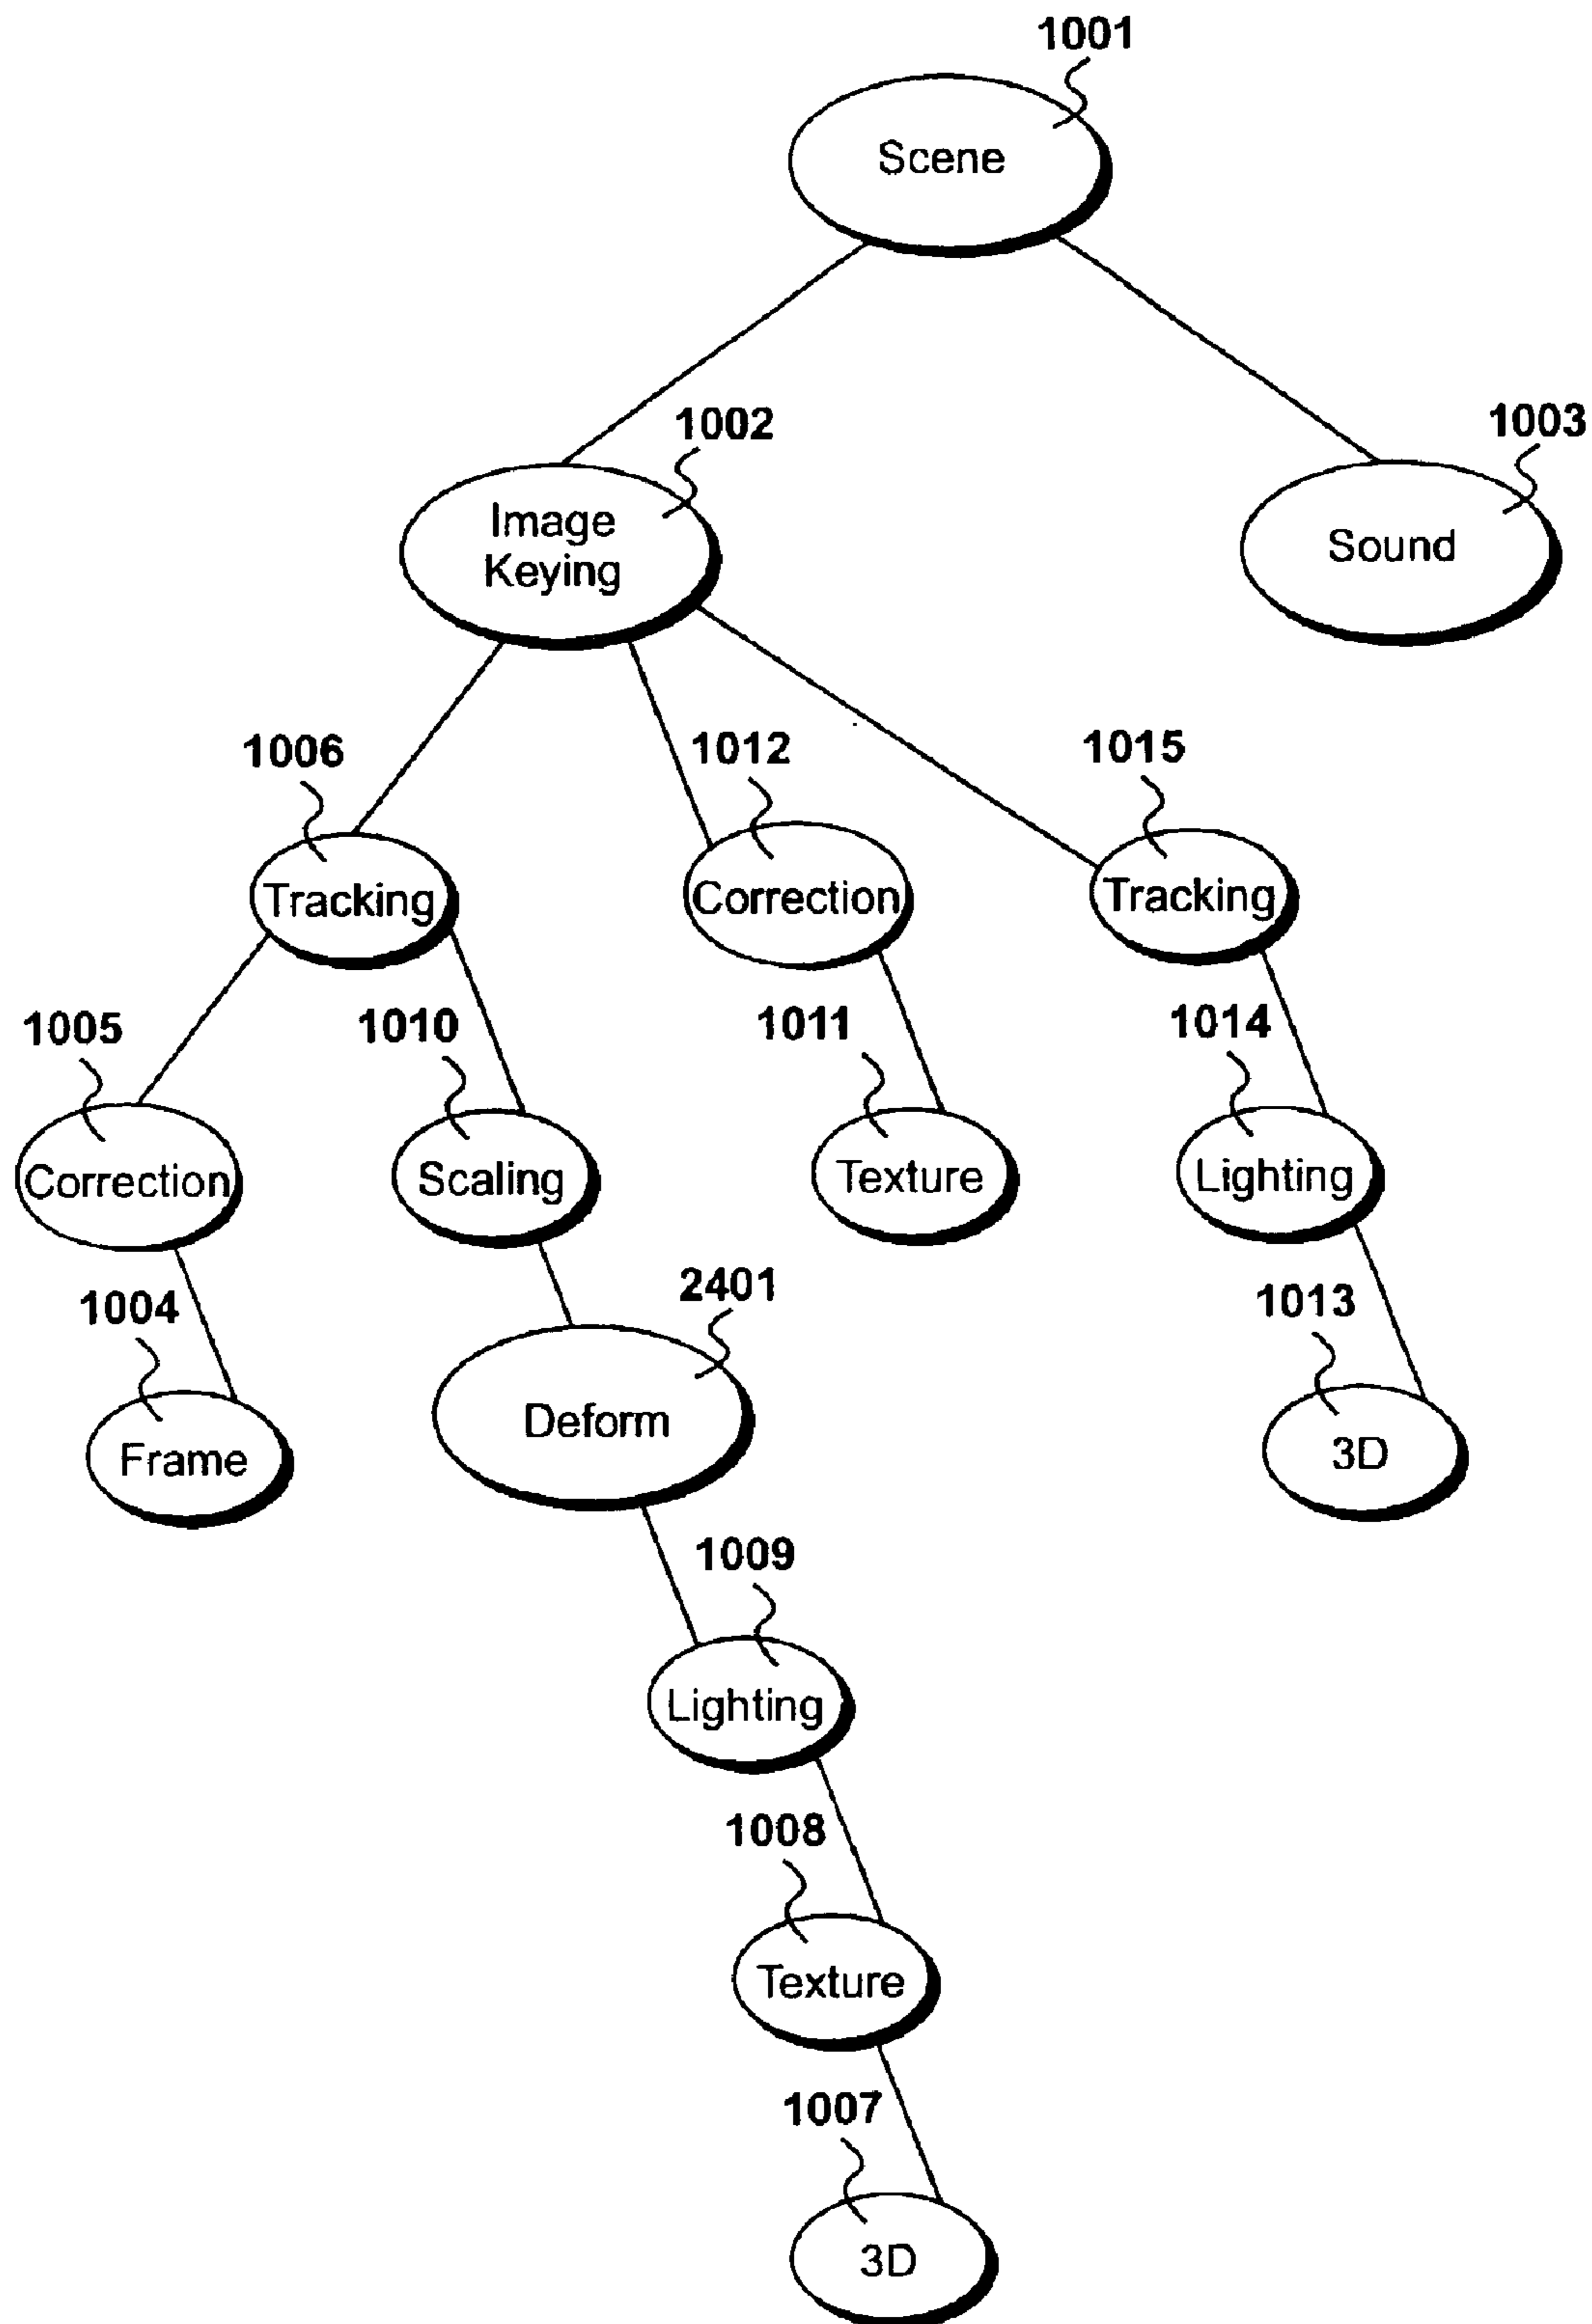 1001
Scene
1002
1003
Image
Keying
Sound
1006
1012
1015
Tracking
Correction
Tracking
1005
1010
1011
1014
Correction
Scaling
Texture
Lighting
2401
1004
1013
Deform
Frame
3D
1009
Lighting
1008
Texture
1007
3D